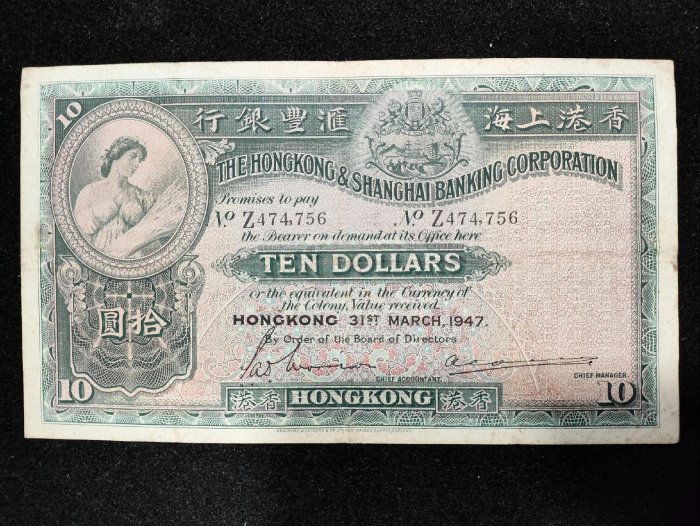 10
行銀豐滙 海上港香
THE HONGKONG & SHANGHAI BANKING CORPORATION
Promises to pay
No Z474,756 No Z474,756
the Bearer on demand at its Office here
TEN DOLLARS
or the equivalent in the Currency of
the Colony, Value received.
HONGKONG 31ST MARCH, 1947.
By Order of the Board of Directors
圓拾
CHIEF ACCOUNTANT.
CHIEF MANAGER.
10 港香 HONGKONG 港香 10